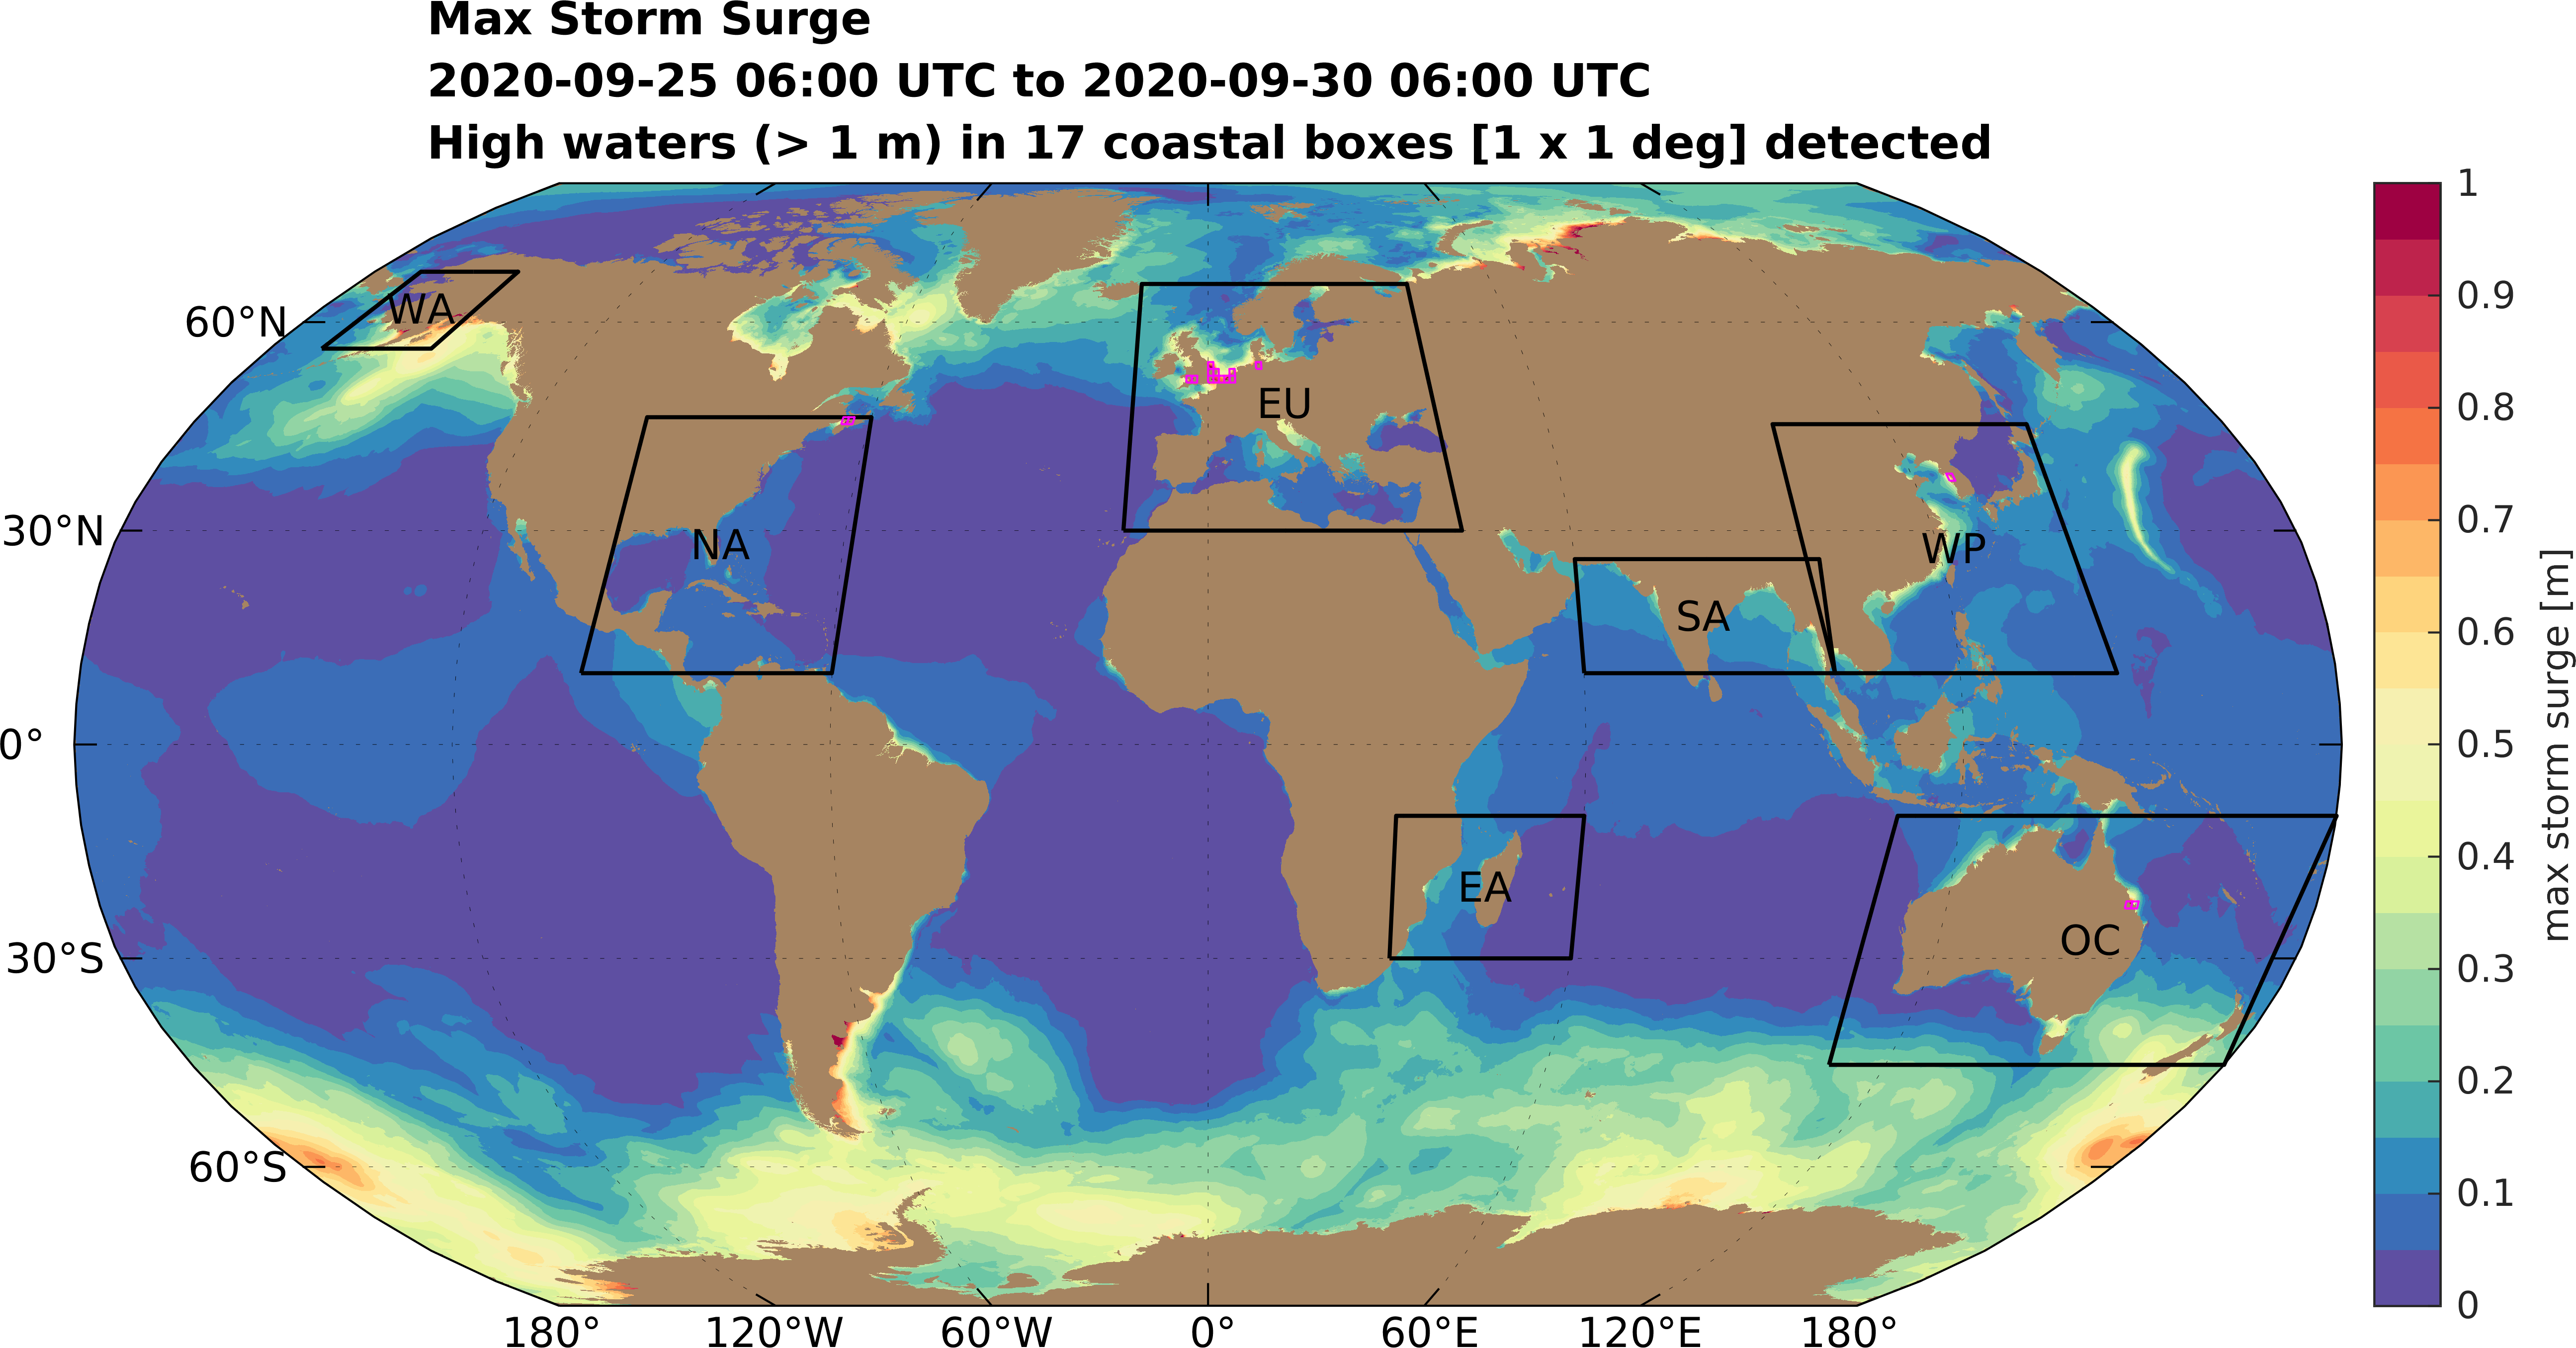 Max Storm Surge
2020-09-25 06:00 UTC to 2020-09-30 06:00 UTC
High waters (> 1 m) in 17 coastal boxes [1 x 1 deg] detected
60°N
30°N
0°
30°S
60°S
WA
NA
EU
SA
WP
EA
OC
180°
120°W
60°W
0°
60°E
120°E
180°
1
0.9
0.8
0.7
0.6
0.5
0.4
0.3
0.2
0.1
0
max storm surge [m]